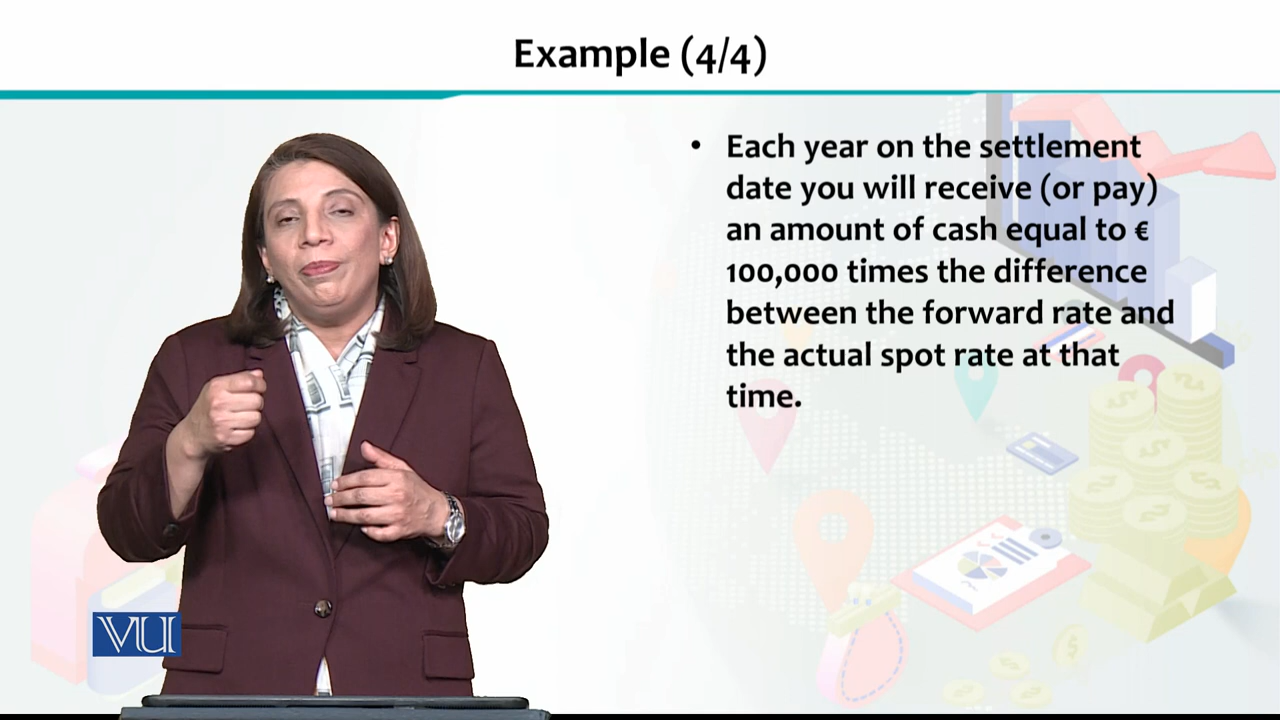 Example (4/4)
• Each year on the settlement
date you will receive (or pay)
an amount of cash equal to €
100,000 times the difference
between the forward rate and
the actual spot rate at that
time.
VU